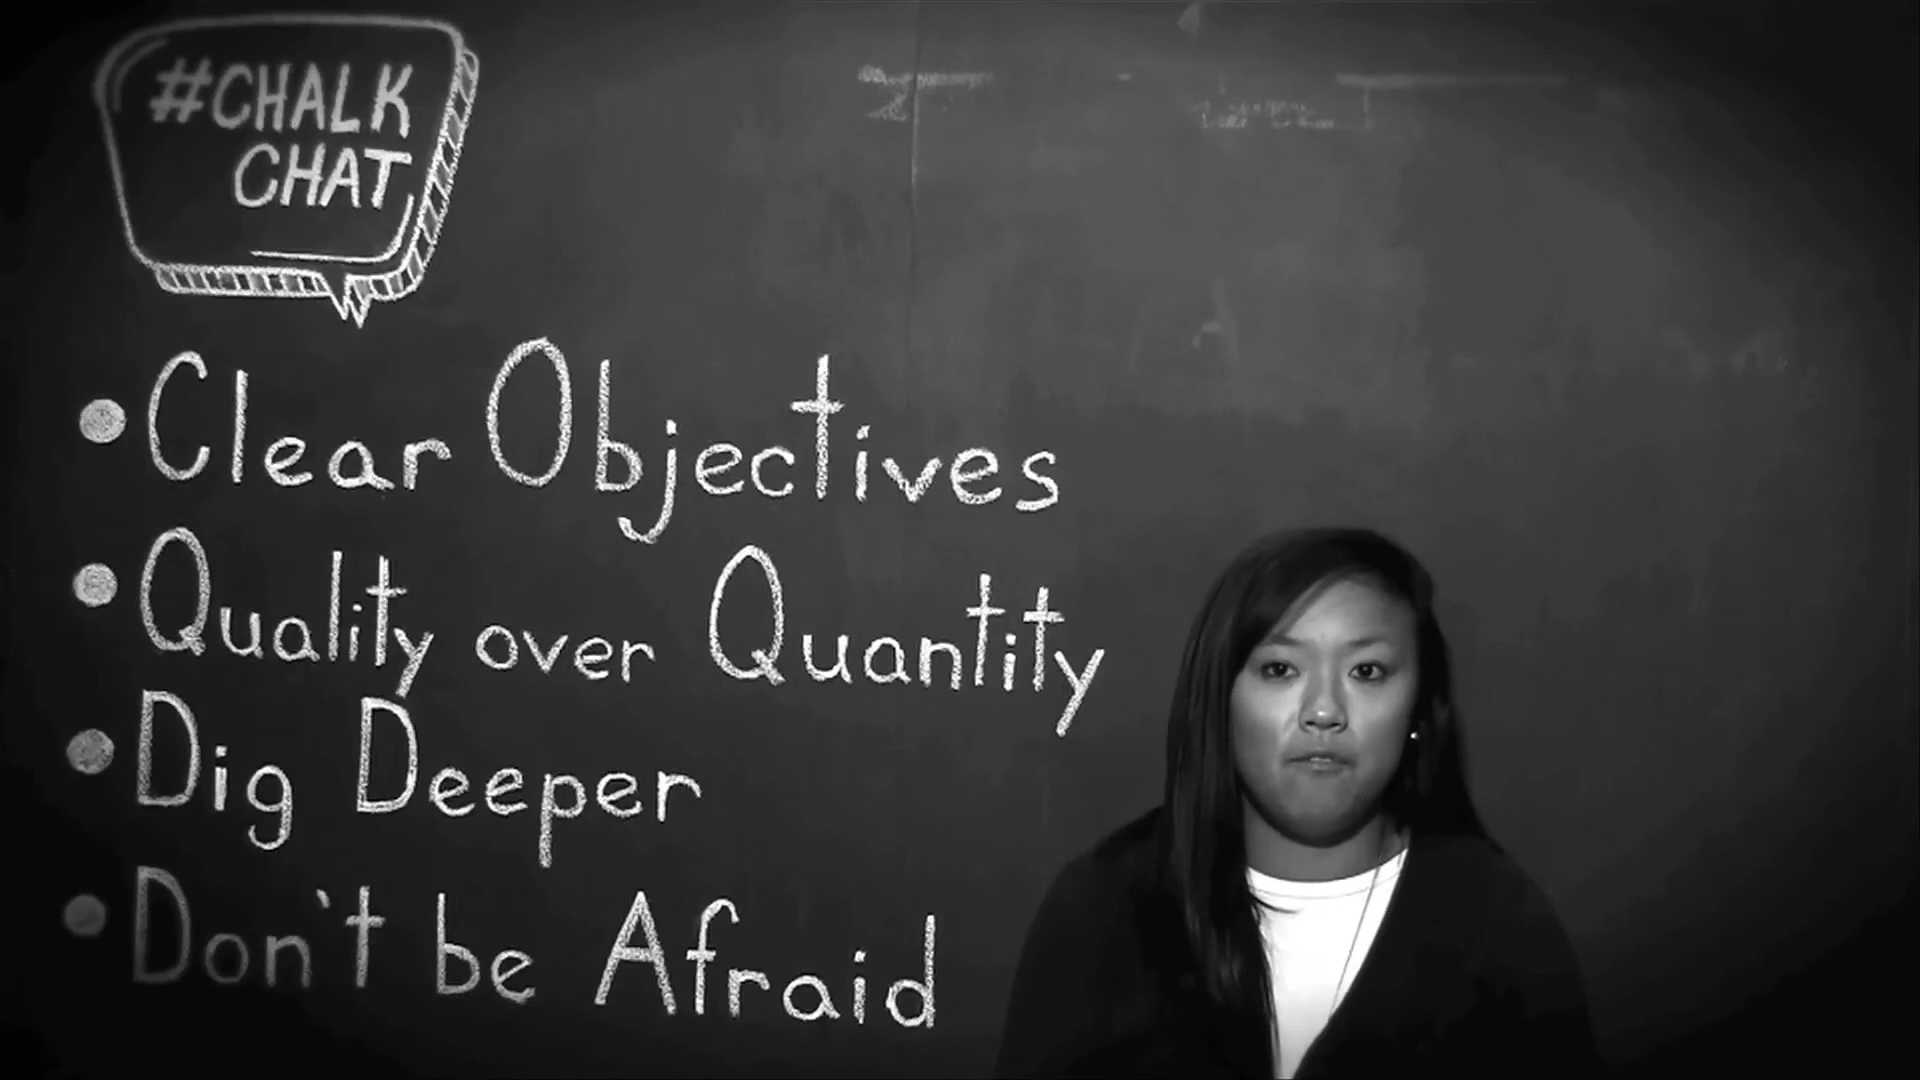 #CHALK
CHAT
• Clear Objectives
• Quality over Quantity
• Dig Deeper
• Don't be Afraid